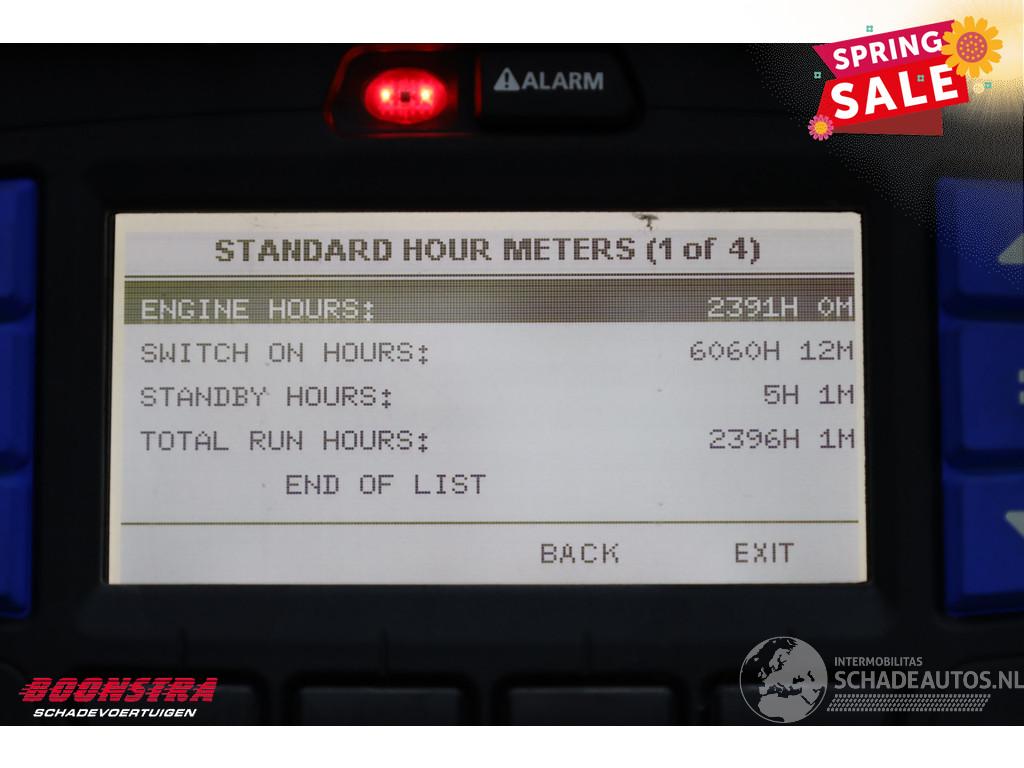 SPRING
SALE
ALARM
STANDARD HOUR METERS (1 of 4)
ENGINE HOURS: 2391H 0M
SWITCH ON HOURS: 6060H 12M
STANDBY HOURS: 5H 1M
TOTAL RUN HOURS: 2396H 1M
END OF LIST
BACK EXIT
BOONSTRA
SCHADEVOERTUIGEN
INTERMOBILITAS
SCHADEAUTOS.NL